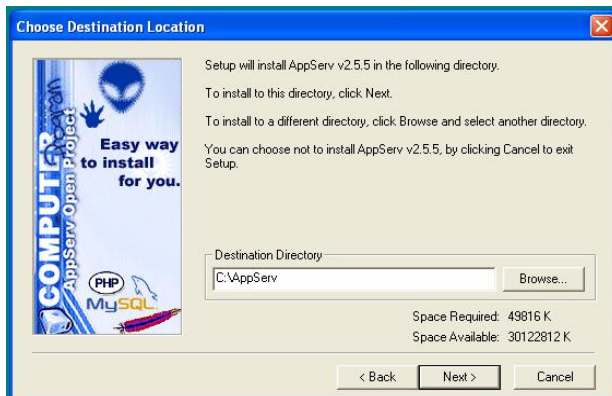 Choose Destination Location
Setup will install AppServ v2.5.5 in the following directory.
To install to this directory, click Next.
To install to a different directory, click Browse and select another directory.
You can choose not to install AppServ v2.5.5, by clicking Cancel to exit
Setup.
COMPUTER
Program
AppServ Open Project
Easy way
to install
for you.
PHP
MySQL
Destination Directory
C:\AppServ
Browse...
Space Required: 49816 K
Space Available: 30122812 K
< Back
Next >
Cancel